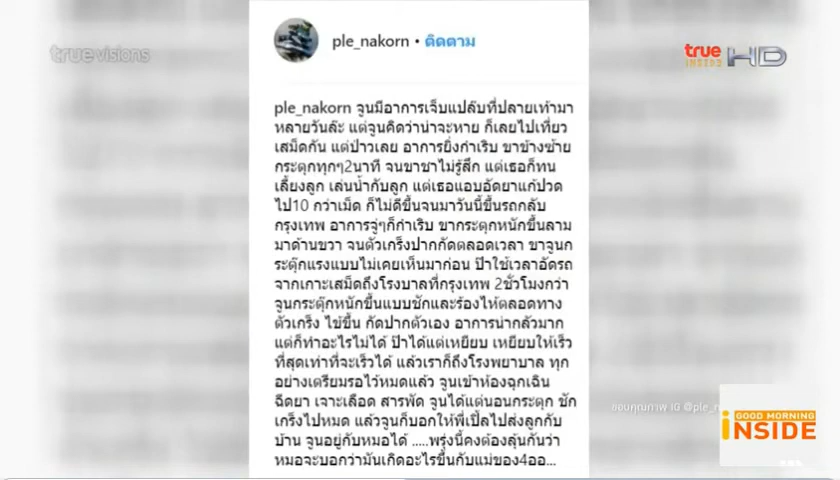 truevisions
true
INSIDE HD
ple_nakorn • ติดตาม
ple_nakorn จูนมีอาการเจ็บแปล๊บที่ปลายเท้ามา
หลายวันล๊ะ แต่จูนคิดว่าน่าจะหาย ก็เลยไปเที่ยว
เสม็ดกัน แต่ป่าวเลย อาการยิ่งกำเริบ ขาข้างซ้าย
กระตุกทุกๆ2นาที จนขาชาไม่รู้สึก แต่เธอก็ทน
เลี้ยงลูก เล่นน้ำกับลูก แต่เธอแอบอัดยาแก้ปวด
ไป10 กว่าเม็ด ก็ไม่ดีขึ้นจนมาวันนี้ขึ้นรถกลับ
กรุงเทพ อาการจู่ๆก็กำเริบ ขากระตุกหนักขึ้นลาม
มาด้านขวา จนตัวเกร็งปากกัดตลอดเวลา ขาจูนก
ระตุ๊กแรงแบบไม่เคยเห็นมาก่อน ป๊าใช้เวลาอัดรถ
จากเกาะเสม็ดถึงโรงบาลที่กรุงเทพ 2ชั่วโมงกว่า
จูนกระตุ๊กหนักขึ้นแบบชักและร้องไห้ตลอดทาง
ตัวเกร็ง ไข้ขึ้น กัดปากตัวเอง อาการน่ากลัวมาก
แต่ก็ทำอะไรไม่ได้ ป๊าได้แต่เหยียบ เหยียบให้เร็ว
ที่สุดเท่าที่จะเร็วได้ แล้วเราก็ถึงโรงพยาบาล ทุก
อย่างเตรียมรอไว้หมดแล้ว จูนเข้าห้องฉุกเฉิน
ฉีดยา เจาะเลือด สารพัด จูนได้แต่นอนกระตุก ชัก
เกร็งไปหมด แล้วจูนก็บอกให้พี่เปิ้ลไปส่งลูกกับ
บ้าน จูนอยู่กับหมอได้ .....พรุ่งนี้คงต้องลุ้นกันว่า
หมอจะบอกว่ามันเกิดอะไรขึ้นกับแม่ของ4ออ...
ขอบคุณภาพ IG @ple_n
GOOD MORNING
iNSIDE